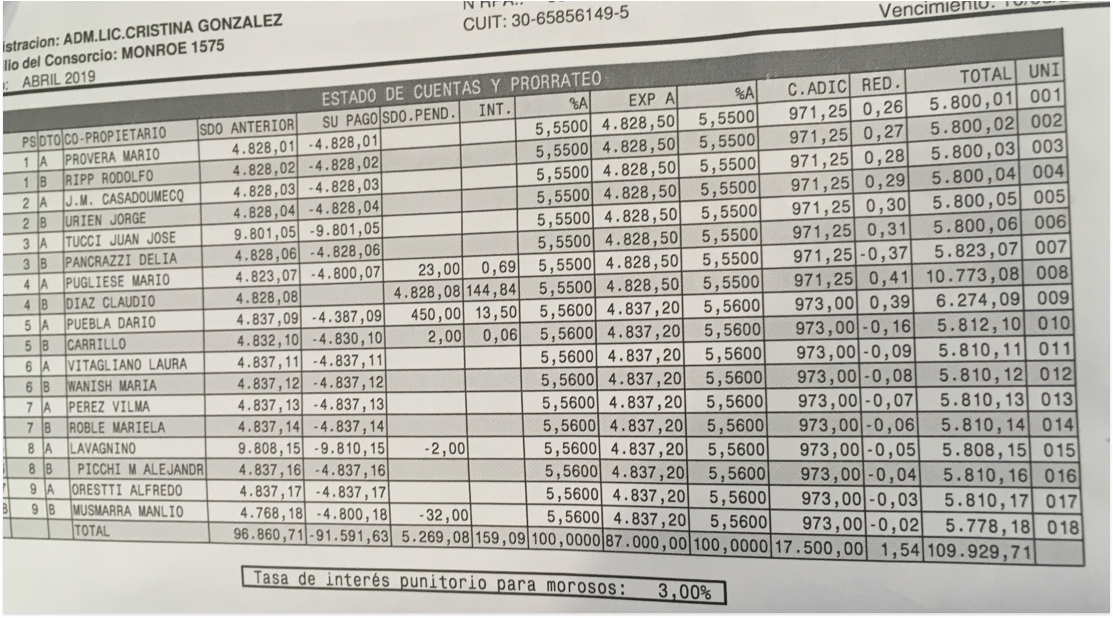 istracion: ADM.LIC.CRISTINA GONZALEZ
CUIT: 30-65856149-5
Vencimiento:
lio del Consorcio: MONROE 1575
ABRIL 2019
ESTADO DE CUENTAS Y PRORRATEO
PS DTO CO-PROPIETARIO SDO ANTERIOR SU PAGO SDO.PEND. INT. %A EXP A %A C.ADIC RED. TOTAL UNI
1 A PROVERA MARIO 4.828,01 -4.828,01 5,5500 4.828,50 5,5500 971,25 0,26 5.800,01 001
1 B RIPP RODOLFO 4.828,02 -4.828,02 5,5500 4.828,50 5,5500 971,25 0,27 5.800,02 002
2 A J.M. CASADOUMECQ 4.828,03 -4.828,03 5,5500 4.828,50 5,5500 971,25 0,28 5.800,03 003
2 B URIEN JORGE 4.828,04 -4.828,04 5,5500 4.828,50 5,5500 971,25 0,29 5.800,04 004
3 A TUCCI JUAN JOSE 9.801,05 -9.801,05 5,5500 4.828,50 5,5500 971,25 0,30 5.800,05 005
3 B PANCRAZZI DELIA 4.828,06 -4.828,06 5,5500 4.828,50 5,5500 971,25 0,31 5.800,06 006
4 A PUGLIESE MARIO 4.823,07 -4.800,07 23,00 0,69 5,5500 4.828,50 5,5500 971,25 -0,37 5.823,07 007
4 B DIAZ CLAUDIO 4.828,08 4.828,08 144,84 5,5500 4.828,50 5,5500 971,25 0,41 10.773,08 008
5 A PUEBLA DARIO 4.837,09 -4.387,09 450,00 13,50 5,5600 4.837,20 5,5600 973,00 0,39 6.274,09 009
5 B CARRILLO 4.832,10 -4.830,10 2,00 0,06 5,5600 4.837,20 5,5600 973,00 -0,16 5.812,10 010
6 A VITAGLIANO LAURA 4.837,11 -4.837,11 5,5600 4.837,20 5,5600 973,00 -0,09 5.810,11 011
6 B WANISH MARIA 4.837,12 -4.837,12 5,5600 4.837,20 5,5600 973,00 -0,08 5.810,12 012
7 A PEREZ VILMA 4.837,13 -4.837,13 5,5600 4.837,20 5,5600 973,00 -0,07 5.810,13 013
7 B ROBLE MARIELA 4.837,14 -4.837,14 5,5600 4.837,20 5,5600 973,00 -0,06 5.810,14 014
8 A LAVAGNINO 9.808,15 -9.810,15 -2,00 5,5600 4.837,20 5,5600 973,00 -0,05 5.808,15 015
8 B PICCHI M ALEJANDR 4.837,16 -4.837,16 5,5600 4.837,20 5,5600 973,00 -0,04 5.810,16 016
9 A ORESTTI ALFREDO 4.837,17 -4.837,17 5,5600 4.837,20 5,5600 973,00 -0,03 5.810,17 017
9 B MUSMARRA MANLIO 4.768,18 -4.800,18 -32,00 5,5600 4.837,20 5,5600 973,00 -0,02 5.778,18 018
TOTAL 96.860,71 -91.591,63 5.269,08 159,09 100,0000 87.000,00 100,0000 17.500,00 1,54 109.929,71
Tasa de interés punitorio para morosos: 3,00%